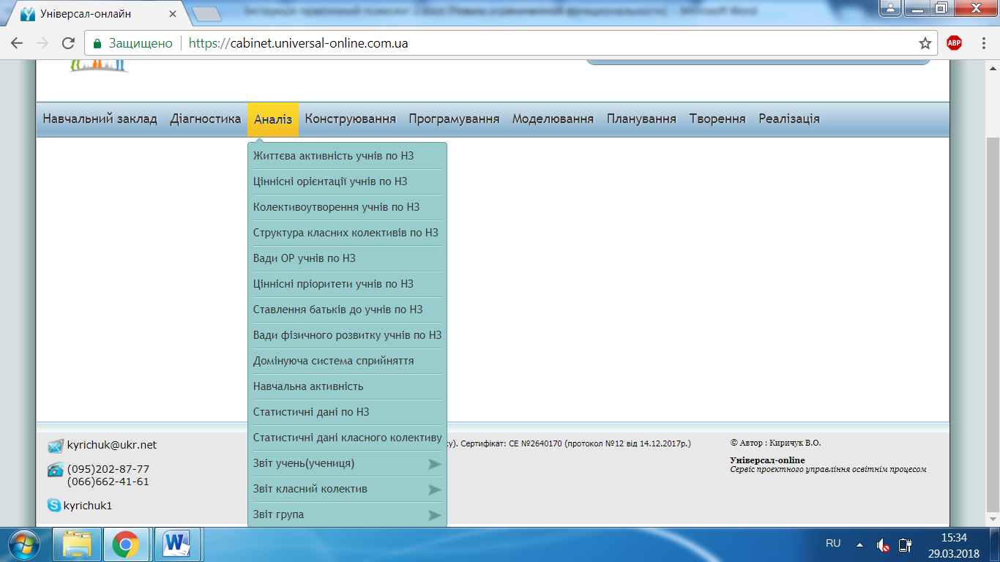 Універсал-онлайн
Защищено
https://cabinet.universal-online.com.ua
ABP
Навчальний заклад Діагностика Аналіз Конструювання Програмування Моделювання Планування Творення Реалізація
Життєва активність учнів по НЗ
Ціннісні орієнтації учнів по НЗ
Колективоутворення учнів по НЗ
Структура класних колективів по НЗ
Вади ОР учнів по НЗ
Ціннісні пріоритети учнів по НЗ
Ставлення батьків до учнів по НЗ
Вади фізичного розвитку учнів по НЗ
Домінуюча система сприйняття
Навчальна активність
Статистичні дані по НЗ
Статистичні дані класного колективу
Звіт учень(учениця)
Звіт класний колектив
Звіт група
kyrichuk@ukr.net
(095)202-87-77
(066)662-41-61
kyrichuk1
ку). Сертифікат: СЕ №2640170 (протокол №12 від 14.12.2017р.)
© Автор : Киричук В.О.
Універсал-online
Сервіс проектного управління освітнім процесом
RU
15:34
29.03.2018